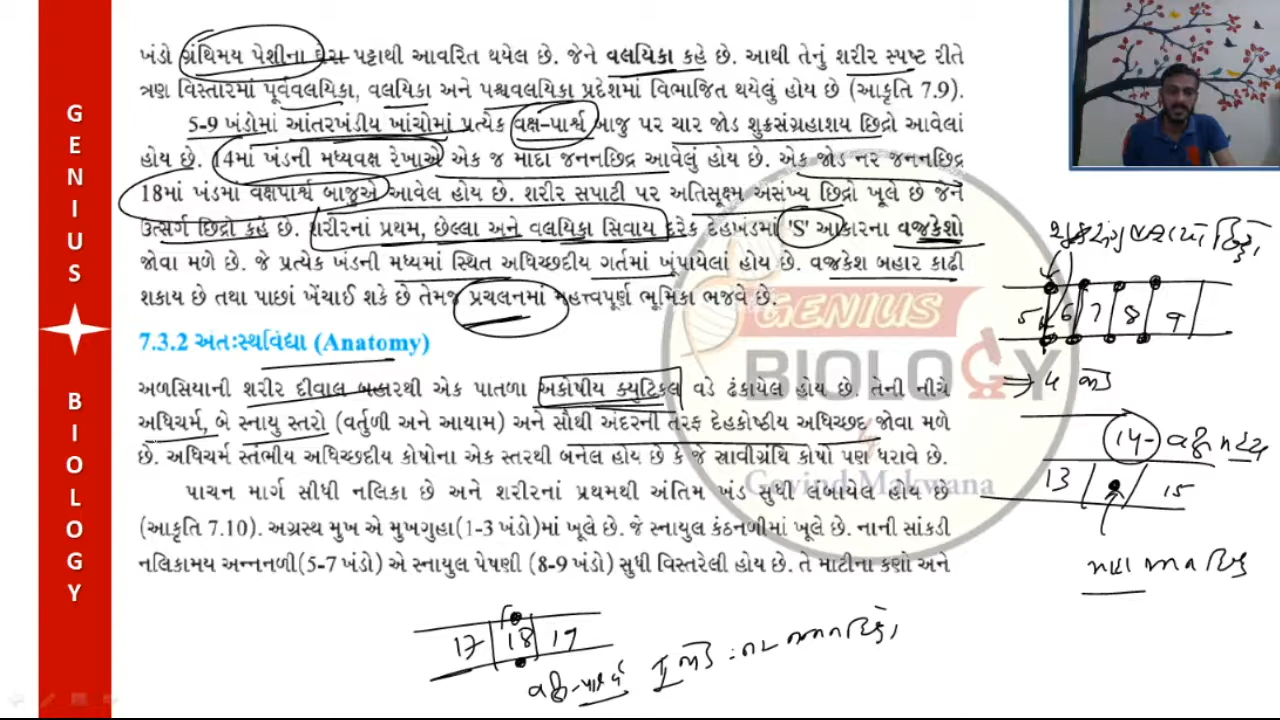 GENIUS BIOLOGY
ખંડો ગ્રંથિમય પેશીના ઘેરા પટ્ટાથી આવરિત થયેલ છે. જેને વલયિકા કહે છે. આથી તેનું શરીર સ્પષ્ટ રીતે
ત્રણ વિસ્તારમાં પૂર્વવલયિકા, વલયિકા અને પશ્ચવલયિકા પ્રદેશમાં વિભાજિત થયેલું હોય છે (આકૃતિ 7.9).
5-9 ખંડોમાં આંતરખંડીય ખાંચોમાં પ્રત્યેક વક્ષ-પાર્શ્વ બાજુ પર ચાર જોડ શુક્રસંગ્રહાશય છિદ્રો આવેલાં
હોય છે. 14માં ખંડની મધ્યવક્ષ રેખાએ એક જ માદા જનનછિદ્ર આવેલું હોય છે. એક જોડ નર જનનછિદ્ર
18માં ખંડમાં વક્ષપાર્શ્વ બાજુએ આવેલ હોય છે. શરીર સપાટી પર અતિસૂક્ષ્મ અસંખ્ય છિદ્રો ખૂલે છે જેને
ઉત્સર્ગ છિદ્રો કહે છે. શરીરનાં પ્રથમ, છેલ્લા અને વલયિકા સિવાય દરેક દેહખંડમાં 'S' આકારના વજ્રકેશો
જોવા મળે છે. જે પ્રત્યેક ખંડની મધ્યમાં સ્થિત અધિચ્છદીય ગર્તમાં ખૂંપાયેલાં હોય છે. વજ્રકેશ બહાર કાઢી
શકાય છે તથા પાછાં ખેંચાઈ શકે છે તેમજ પ્રચલનમાં મહત્ત્વપૂર્ણ ભૂમિકા ભજવે છે.
7.3.2 અંતઃસ્થવિદ્યા (Anatomy)
અળસિયાની શરીર દીવાલ બહારથી એક પાતળા અકોષીય ક્યુટિકલ વડે ઢંકાયેલ હોય છે. તેની નીચે
અધિચર્મ, બે સ્નાયુ સ્તરો (વર્તુળી અને આયામ) અને સૌથી અંદરની તરફ દેહકોષ્ઠીય અધિચ્છદ જોવા મળે
છે. અધિચર્મ સ્તંભીય અધિચ્છદીય કોષોના એક સ્તરથી બનેલ હોય છે કે જે સ્રાવીગ્રંથિ કોષો પણ ધરાવે છે.
પાચન માર્ગ સીધી નલિકા છે અને શરીરનાં પ્રથમથી અંતિમ ખંડ સુધી લંબાયેલ હોય છે
(આકૃતિ 7.10). અગ્રસ્થ મુખ એ મુખગુહા(1-3 ખંડો)માં ખૂલે છે. જે સ્નાયુલ કંઠનળીમાં ખૂલે છે. નાની સાંકડી
નલિકામય અન્નનળી(5-7 ખંડો) એ સ્નાયુલ પેષણી (8-9 ખંડો) સુધી વિસ્તરેલી હોય છે. તે માટીના કણો અને
GENIUS
BIOLOGY
Govind Makwana
5 6 7 8 9
14-
13 15
17 18 19